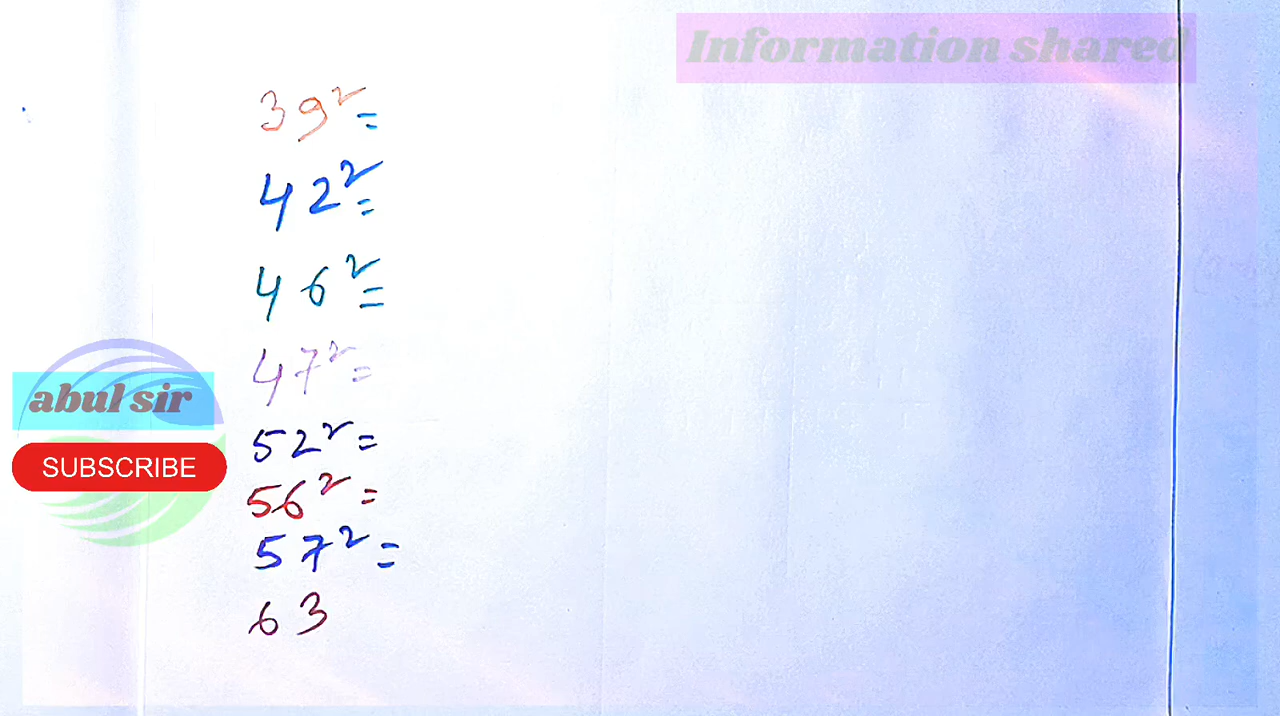 Information shared
39²=
42²=
46²=
47²=
abul sir
52²=
SUBSCRIBE
56²=
57²=
63